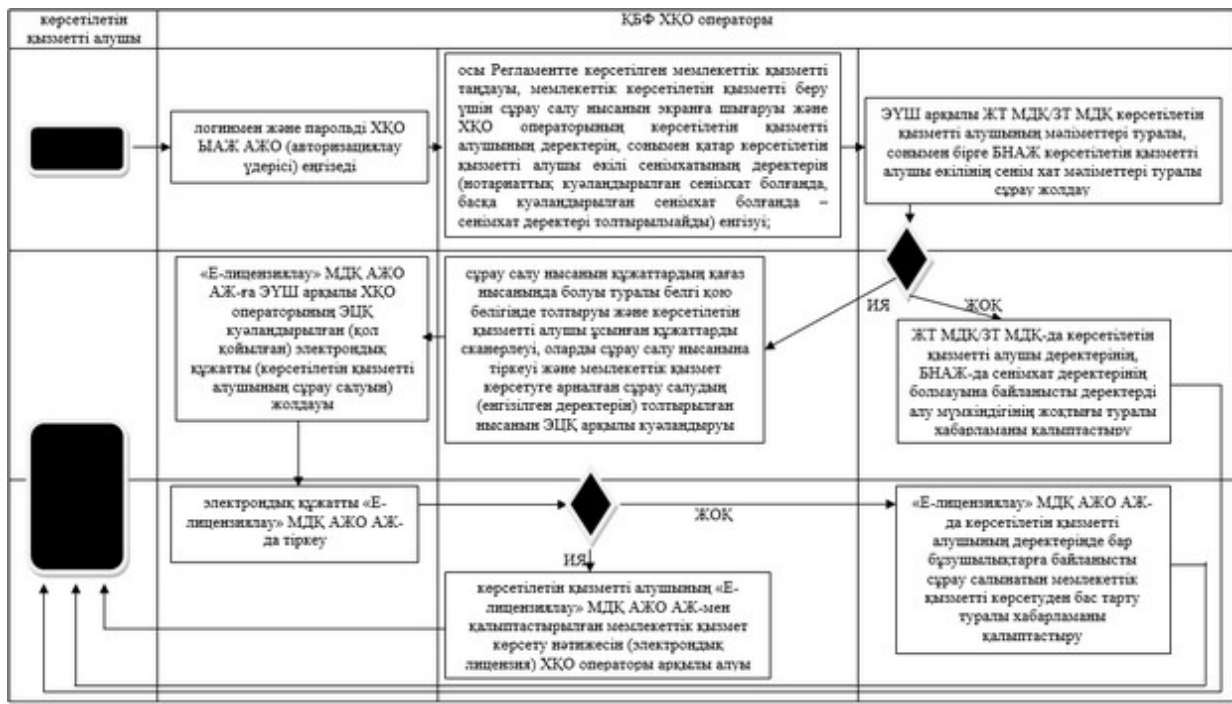 көрсетілетін
қызметті алушы
ҚБФ ХҚО операторы
логинмен және парольді ХҚО
ЫАЖ АЖО (авторизациялау
үдерісі) енгізеді
осы Регламентте көрсетілген мемлекеттік қызметті
таңдауы, мемлекеттік көрсетілетін қызметті беру
үшін сұрау салу нысанын экранға шығаруы және
ХҚО операторының көрсетілетін қызметті
алушының деректерін, сонымен қатар көрсетілетін
қызметті алушы өкілі сенімхатының деректерін
(нотариаттық куәландырылған сенімхат болғанда,
басқа куәландырылған сенімхат болғанда –
сенімхат деректері толтырылмайды) енгізуі;
ЭҮШ арқылы ЖТ МДҚ/ЗТ МДҚ көрсетілетін
қызметті алушының мәліметтері туралы,
сонымен бірге БНАЖ көрсетілетін қызметті
алушы өкілінің сенім хат мәліметтері туралы
сұрау жолдау
«Е-лицензиялау» МДҚ АЖО
АЖ-ға ЭҮШ арқылы ХҚО
операторының ЭЦҚ
куәландырылған (қол
қойылған) электрондық
құжатты (көрсетілетін қызметті
алушының сұрау салуын)
жолдауы
сұрау салу нысанын құжаттардың қағаз
нысанында болуы туралы белгі қою
бөлігінде толтыруы және көрсетілетін
қызметті алушы ұсынған құжаттарды
сканерлеуі, оларды сұрау салу нысанына
тіркеуі және мемлекеттік қызмет
көрсетуге арналған сұрау салудың
(енгізілген деректерін) толтырылған
нысанын ЭЦҚ арқылы куәландыруы
ИЯ
ЖОҚ
ЖТ МДҚ/ЗТ МДҚ-да көрсетілетін
қызметті алушы деректерінің,
БНАЖ-да сенімхат деректерінің
болмауына байланысты деректерді
алу мүмкіндігінің жоқтығы туралы
хабарламаны қалыптастыру
электрондық құжатты «Е-
лицензиялау» МДҚ АЖО АЖ-
да тіркеу
ЖОҚ
ИЯ
«Е-лицензиялау» МДҚ АЖО АЖ-
да көрсетілетін қызметті
алушының деректерінде бар
бұзушылықтарға байланысты
сұрау салынатын мемлекеттік
қызметті көрсетуден бас тарту
туралы хабарламаны
қалыптастыру
көрсетілетін қызметті алушының «Е-
лицензиялау» МДҚ АЖО АЖ-мен
қалыптастырылған мемлекеттік қызмет
көрсету нәтижесін (электрондық
лицензия) ХҚО операторы арқылы алуы